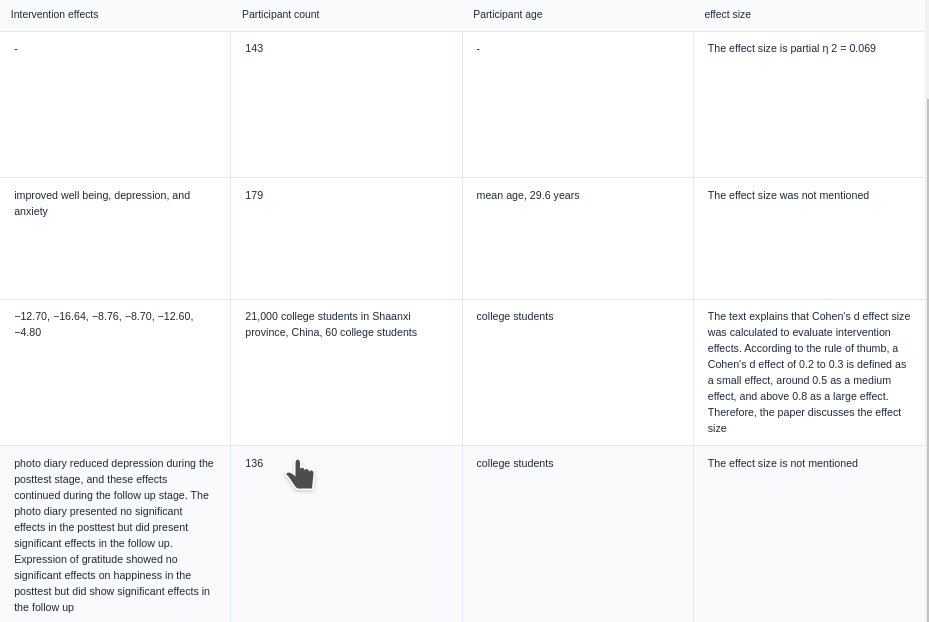 Intervention effects Participant count Participant age effect size
- 143 - The effect size is partial η 2 = 0.069
improved well being, depression, and 179 mean age, 29.6 years The effect size was not mentioned
anxiety
−12.70, −16.64, −8.76, −8.70, −12.60, 21,000 college students in Shaanxi college students The text explains that Cohen's d effect size
−4.80 province, China, 60 college students was calculated to evaluate intervention
effects. According to the rule of thumb, a
Cohen's d effect of 0.2 to 0.3 is defined as
a small effect, around 0.5 as a medium
effect, and above 0.8 as a large effect.
Therefore, the paper discusses the effect
size
photo diary reduced depression during the 136 college students The effect size is not mentioned
posttest stage, and these effects
continued during the follow up stage. The
photo diary presented no significant
effects in the posttest but did present
significant effects in the follow up.
Expression of gratitude showed no
significant effects on happiness in the
posttest but did show significant effects in
the follow up